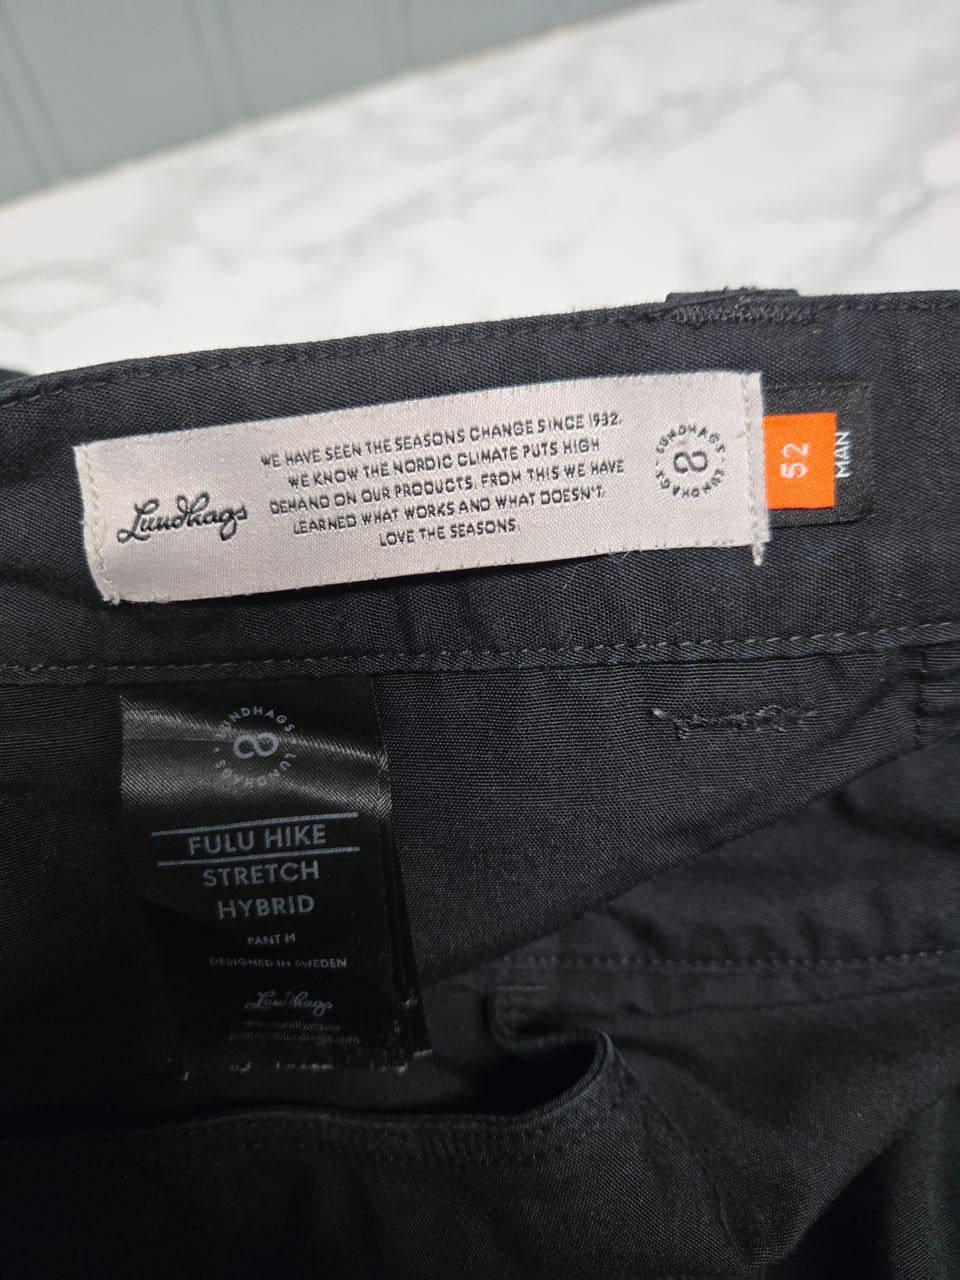 Lundhags
WE HAVE SEEN THE SEASONS CHANGE SINCE 1932.
WE KNOW THE NORDIC CLIMATE PUTS HIGH
DEMAND ON OUR PRODUCTS. FROM THIS WE HAVE
LEARNED WHAT WORKS AND WHAT DOESN'T.
LOVE THE SEASONS.
LUNDHAGS · LUNDHAGS ·
52
MAN
LUNDHAGS · LUNDHAGS ·
FULU HIKE
STRETCH
HYBRID
PANT M
DESIGNED IN SWEDEN
Lundhags